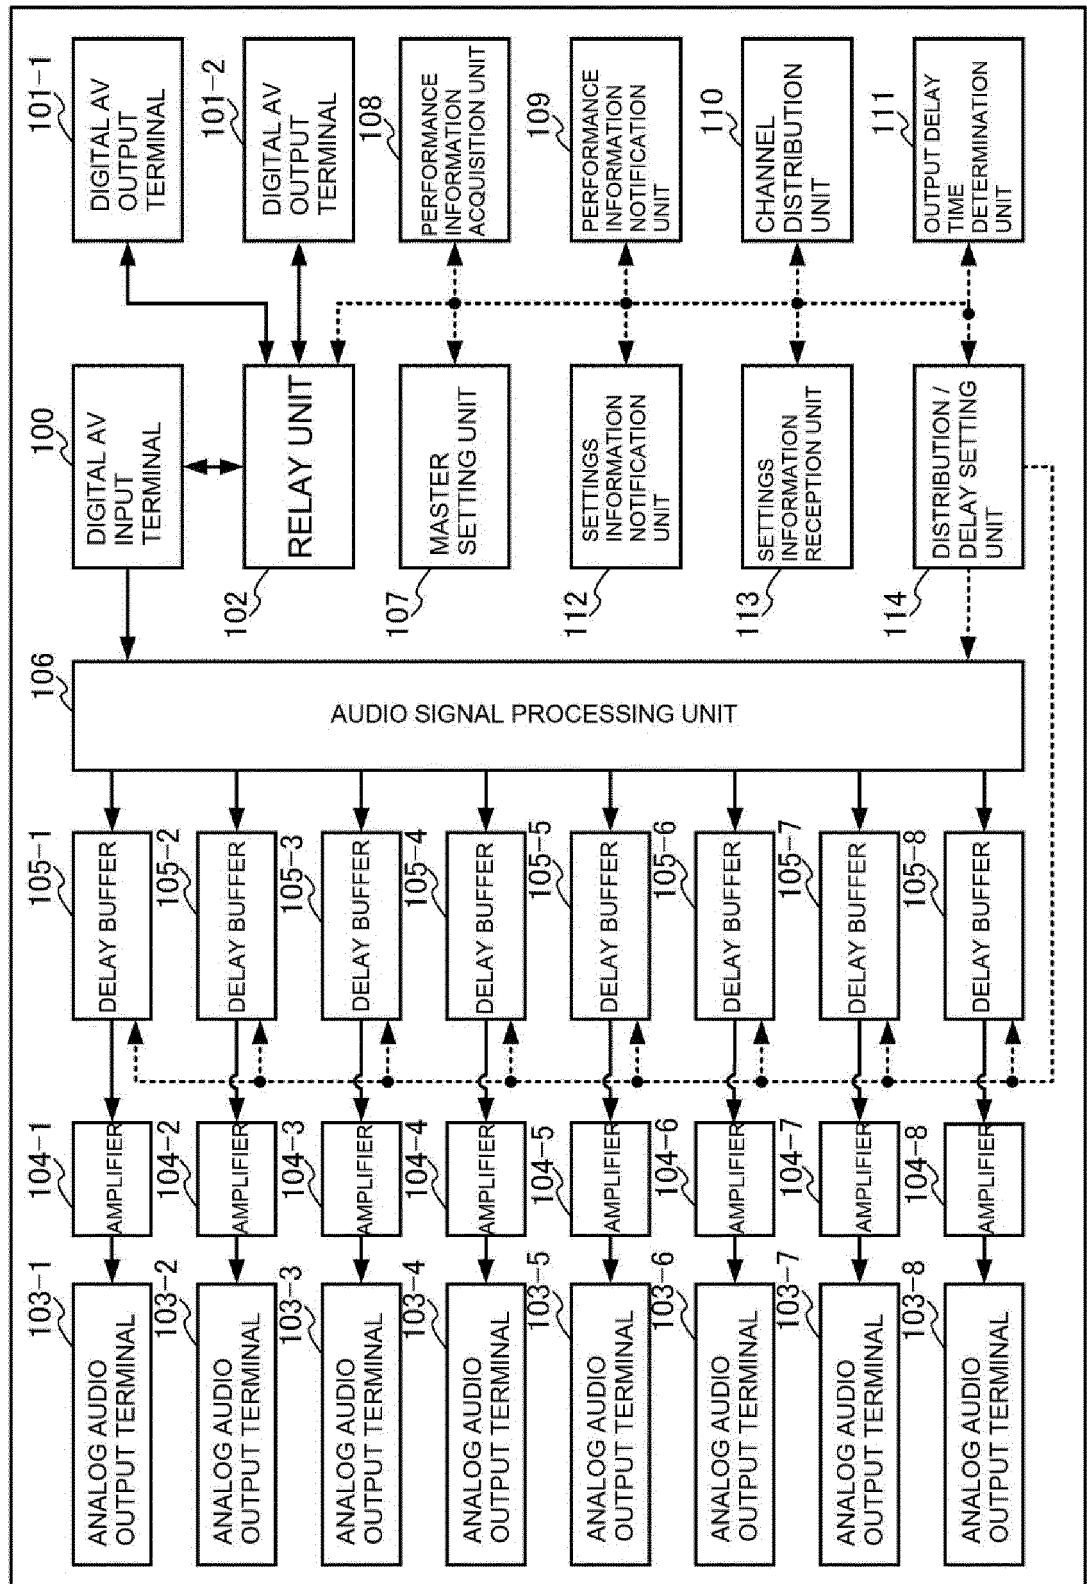 101-1
DIGITAL AV
OUTPUT
TERMINAL
101-2
DIGITAL AV
OUTPUT
TERMINAL
108
PERFORMANCE
INFORMATION
ACQUISITION UNIT
109
PERFORMANCE
INFORMATION
NOTIFICATION
UNIT
110
CHANNEL
DISTRIBUTION
UNIT
111
OUTPUT DELAY
TIME
DETERMINATION
UNIT
100
DIGITAL AV
INPUT
TERMINAL
102
RELAY UNIT
107
MASTER
SETTING UNIT
112
SETTINGS
INFORMATION
NOTIFICATION
UNIT
113
SETTINGS
INFORMATION
RECEPTION UNIT
114
DISTRIBUTION /
DELAY SETTING
UNIT
106
AUDIO SIGNAL PROCESSING UNIT
105-1
DELAY BUFFER
105-2
DELAY BUFFER
105-3
DELAY BUFFER
105-4
DELAY BUFFER
105-5
DELAY BUFFER
105-6
DELAY BUFFER
105-7
DELAY BUFFER
105-8
DELAY BUFFER
104-1
AMPLIFIER
104-2
AMPLIFIER
104-3
AMPLIFIER
104-4
AMPLIFIER
104-5
AMPLIFIER
104-6
AMPLIFIER
104-7
AMPLIFIER
104-8
AMPLIFIER
103-1
ANALOG AUDIO
OUTPUT TERMINAL
103-2
ANALOG AUDIO
OUTPUT TERMINAL
103-3
ANALOG AUDIO
OUTPUT TERMINAL
103-4
ANALOG AUDIO
OUTPUT TERMINAL
103-5
ANALOG AUDIO
OUTPUT TERMINAL
103-6
ANALOG AUDIO
OUTPUT TERMINAL
103-7
ANALOG AUDIO
OUTPUT TERMINAL
103-8
ANALOG AUDIO
OUTPUT TERMINAL